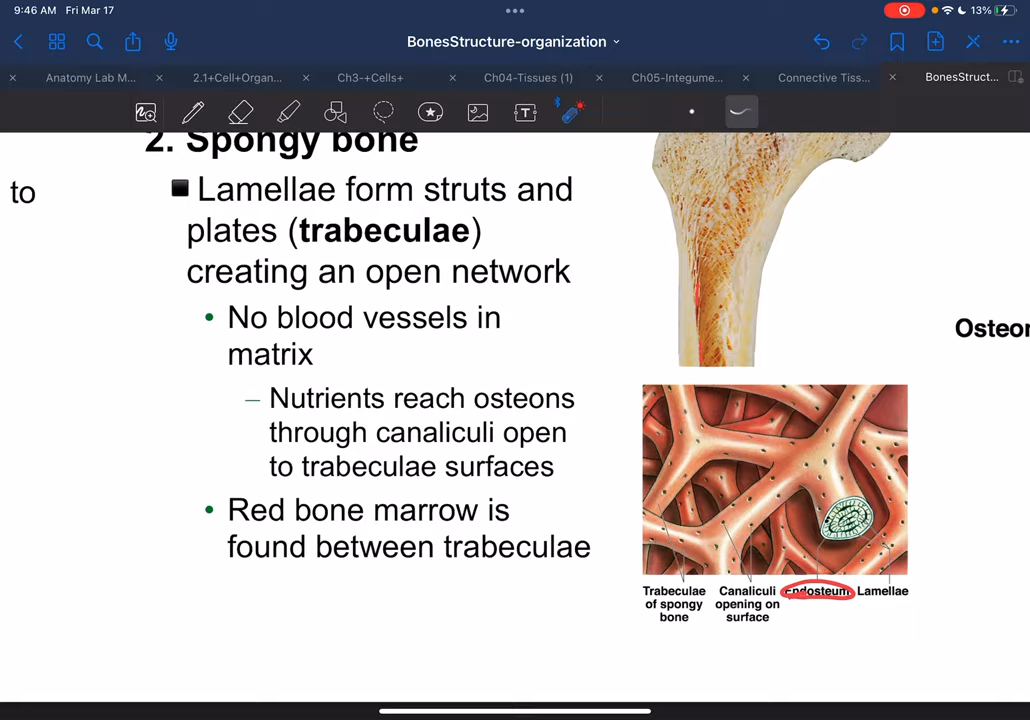 9:46 AM Fri Mar 17
13%
BonesStructure-organization
Anatomy Lab M...
2.1+Cell+Organ...
Ch3-+Cells+
Ch04-Tissues (1)
Ch05-Integume...
Connective Tiss...
BonesStruct...
to
2. Spongy bone
Lamellae form struts and
plates (trabeculae)
creating an open network
• No blood vessels in
matrix
– Nutrients reach osteons
through canaliculi open
to trabeculae surfaces
• Red bone marrow is
found between trabeculae
Osteon
Trabeculae
of spongy
bone
Canaliculi
opening on
surface
Endosteum
Lamellae